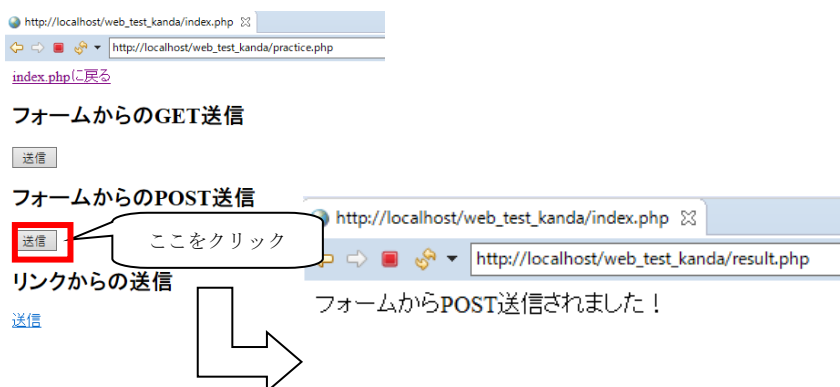 http://localhost/web_test_kanda/index.php
http://localhost/web_test_kanda/practice.php
index.phpに戻る
フォームからのGET送信
送信
フォームからのPOST送信
送信
ここをクリック
リンクからの送信
送信
http://localhost/web_test_kanda/index.php
http://localhost/web_test_kanda/result.php
フォームからPOST送信されました！